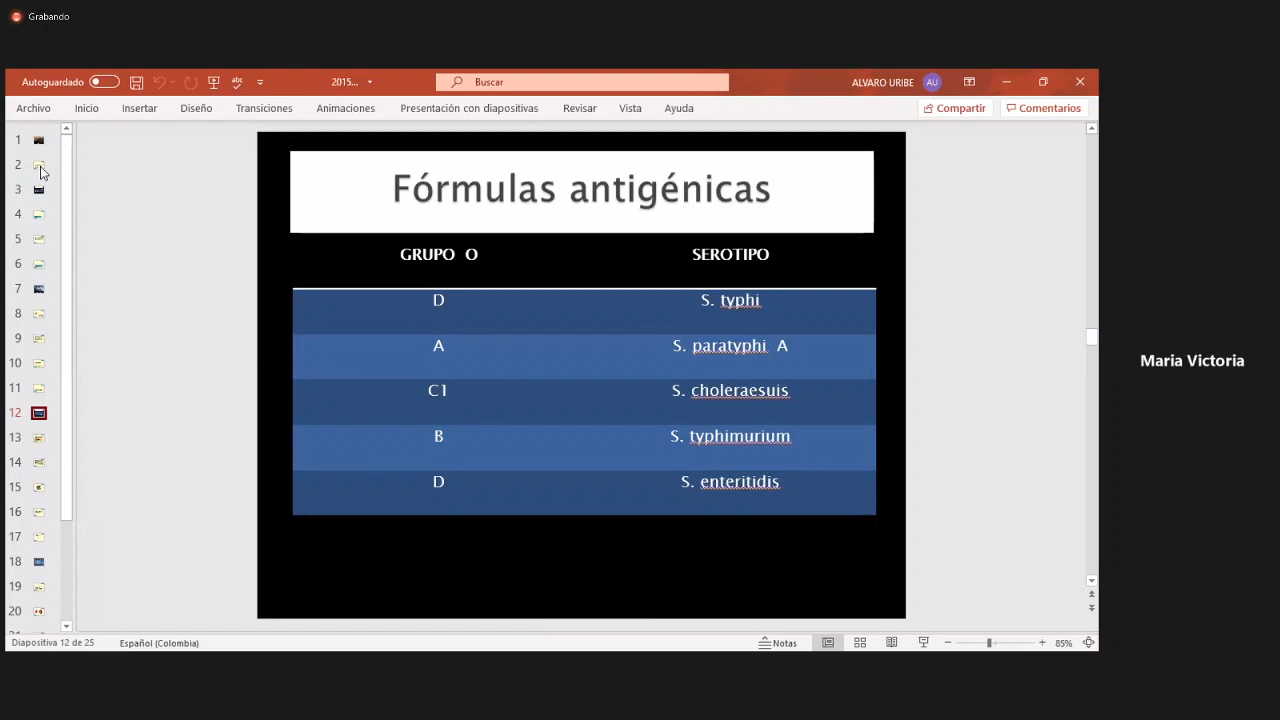 Grabando
Autoguardado abc 2015... Buscar ALVARO URIBE AU
Archivo Inicio Insertar Diseño Transiciones Animaciones Presentación con diapositivas Revisar Vista Ayuda Compartir Comentarios
1
2
3
4
5
6
7
8
9
10
11
12
13
14
15
16
17
18
19
20
Fórmulas antigénicas
GRUPO O SEROTIPO
D S. typhi
A S. paratyphi A
C1 S. choleraesuis
B S. typhimurium
D S. enteritidis
Maria Victoria
Diapositiva 12 de 25 Español (Colombia) Notas 85%